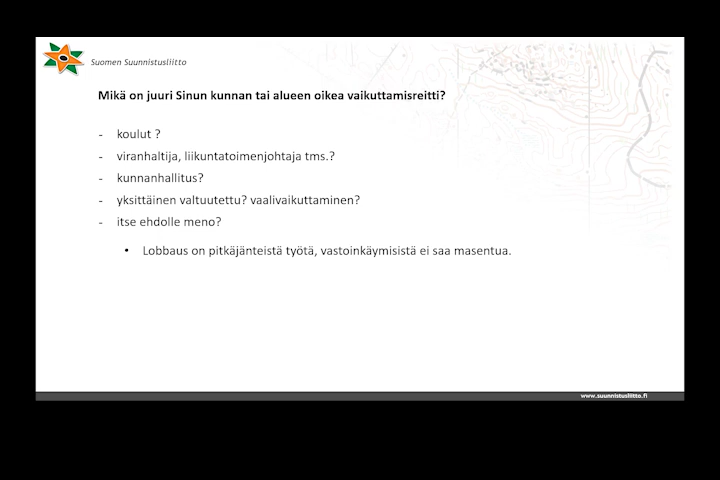 Suomen Suunnistusliitto
Mikä on juuri Sinun kunnan tai alueen oikea vaikuttamisreitti?
- koulut ?
- viranhaltija, liikuntatoimenjohtaja tms.?
- kunnanhallitus?
- yksittäinen valtuutettu? vaalivaikuttaminen?
- itse ehdolle meno?
• Lobbaus on pitkäjänteistä työtä, vastoinkäymisistä ei saa masentua.
www.suunnistusliitto.fi